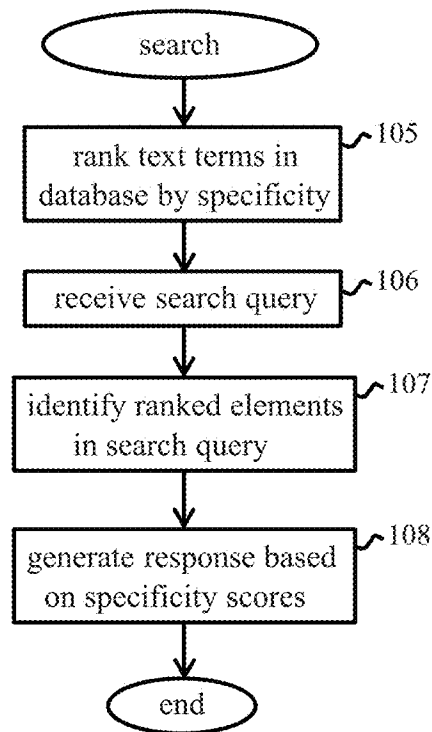 search
rank text terms in
database by specificity
105
receive search query
106
identify ranked elements
in search query
107
generate response based
on specificity scores
108
end